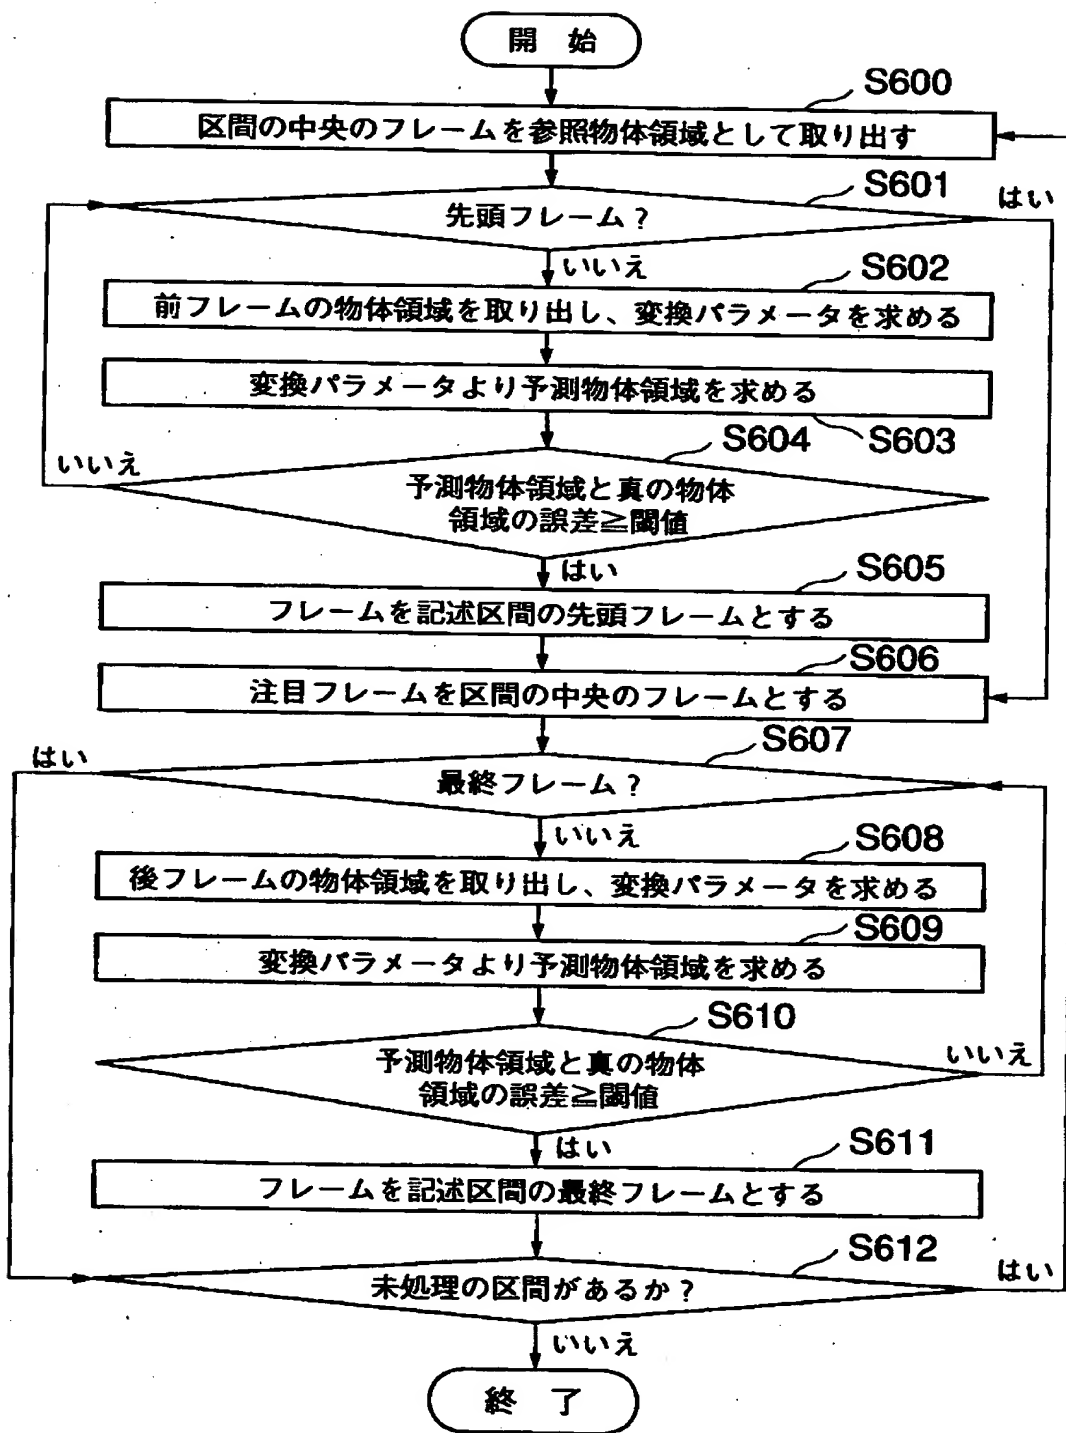 開 始
S600
区間の中央のフレームを参照物体領域として取り出す
S601
先頭フレーム?
はい
いいえ
S602
前フレームの物体領域を取り出し、変換パラメータを求める
変換パラメータより予測物体領域を求める
S603
S604
いいえ
予測物体領域と真の物体
領域の誤差≧閾値
はい
S605
フレームを記述区間の先頭フレームとする
S606
注目フレームを区間の中央のフレームとする
S607
はい
最終フレーム?
いいえ
S608
後フレームの物体領域を取り出し、変換パラメータを求める
S609
変換パラメータより予測物体領域を求める
S610
予測物体領域と真の物体
領域の誤差≧閾値
いいえ
はい
S611
フレームを記述区間の最終フレームとする
S612
未処理の区間があるか?
はい
いいえ
終 了